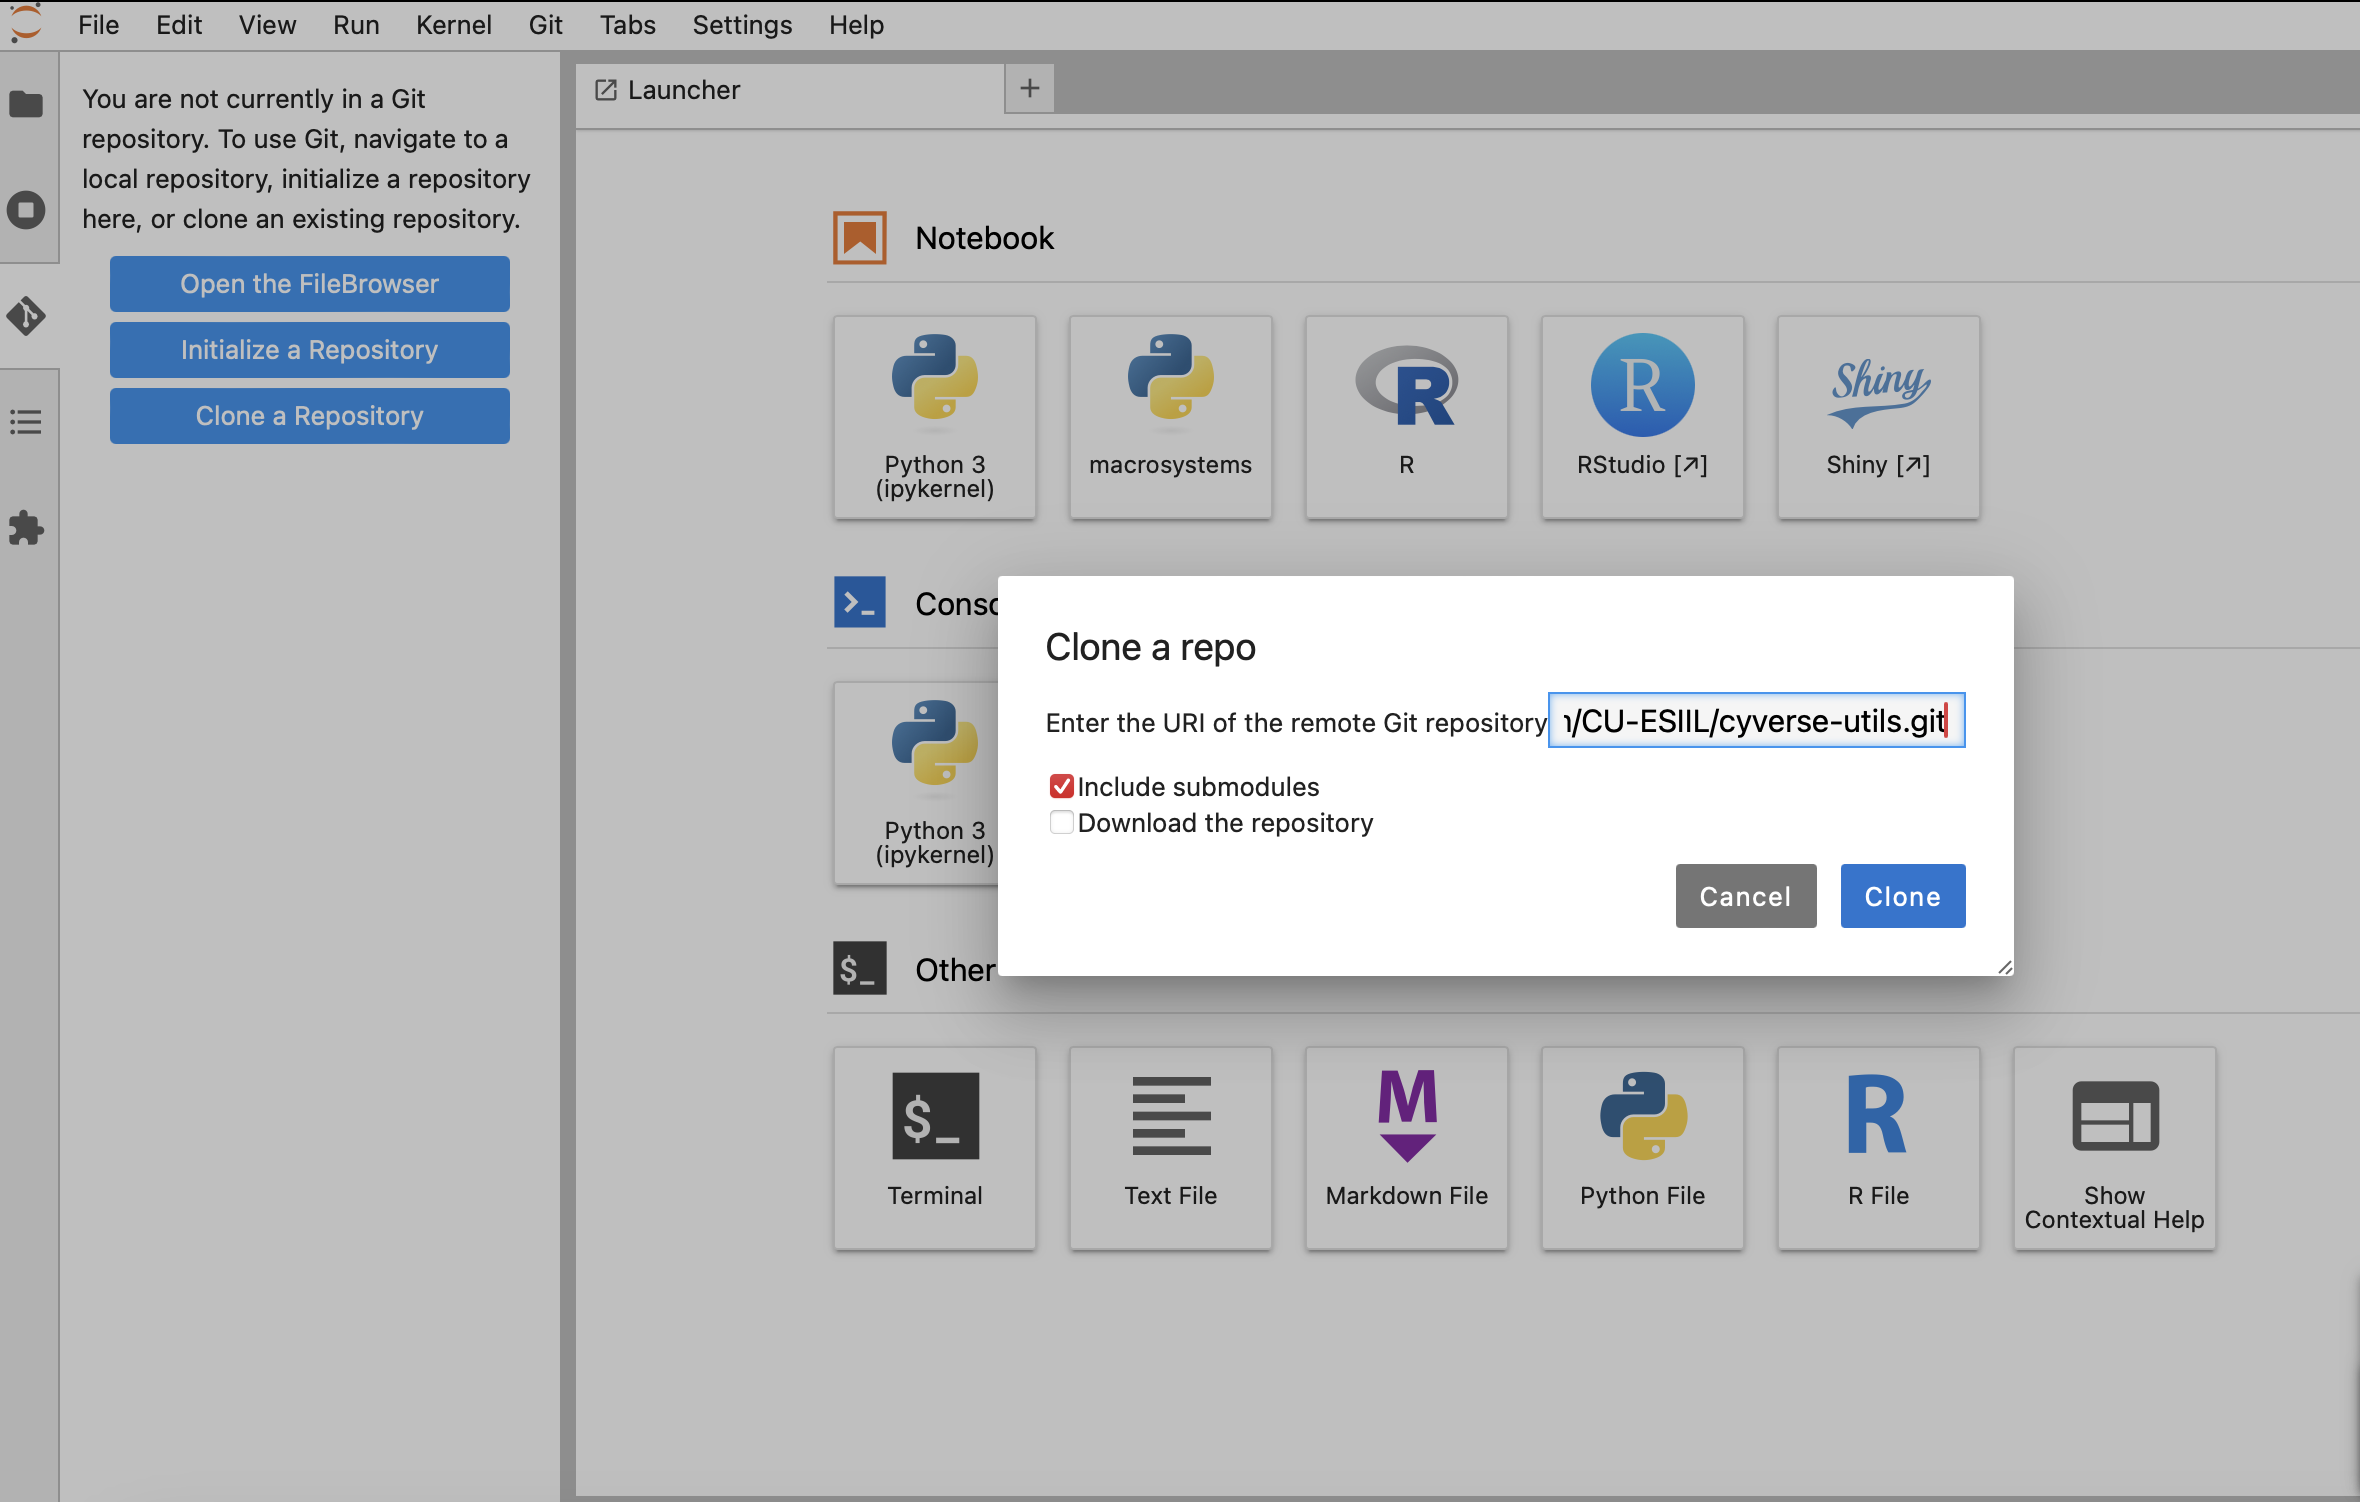 File Edit View Run Kernel Git Tabs Settings Help
You are not currently in a Git
repository. To use Git, navigate to a
local repository, initialize a repository
here, or clone an existing repository.
Open the FileBrowser
Initialize a Repository
Clone a Repository
Launcher
Notebook
Python 3
(ipykernel)
macrosystems
R
R
RStudio [↗]
Shiny
Shiny [↗]
Clone a repo
Enter the URI of the remote Git repository /CU-ESIIL/cyverse-utils.git
Include submodules
Download the repository
Cancel Clone
Python 3
(ipykernel)
Other
$_
Terminal
Text File
M
Markdown File
Python File
R
R File
Show
Contextual Help